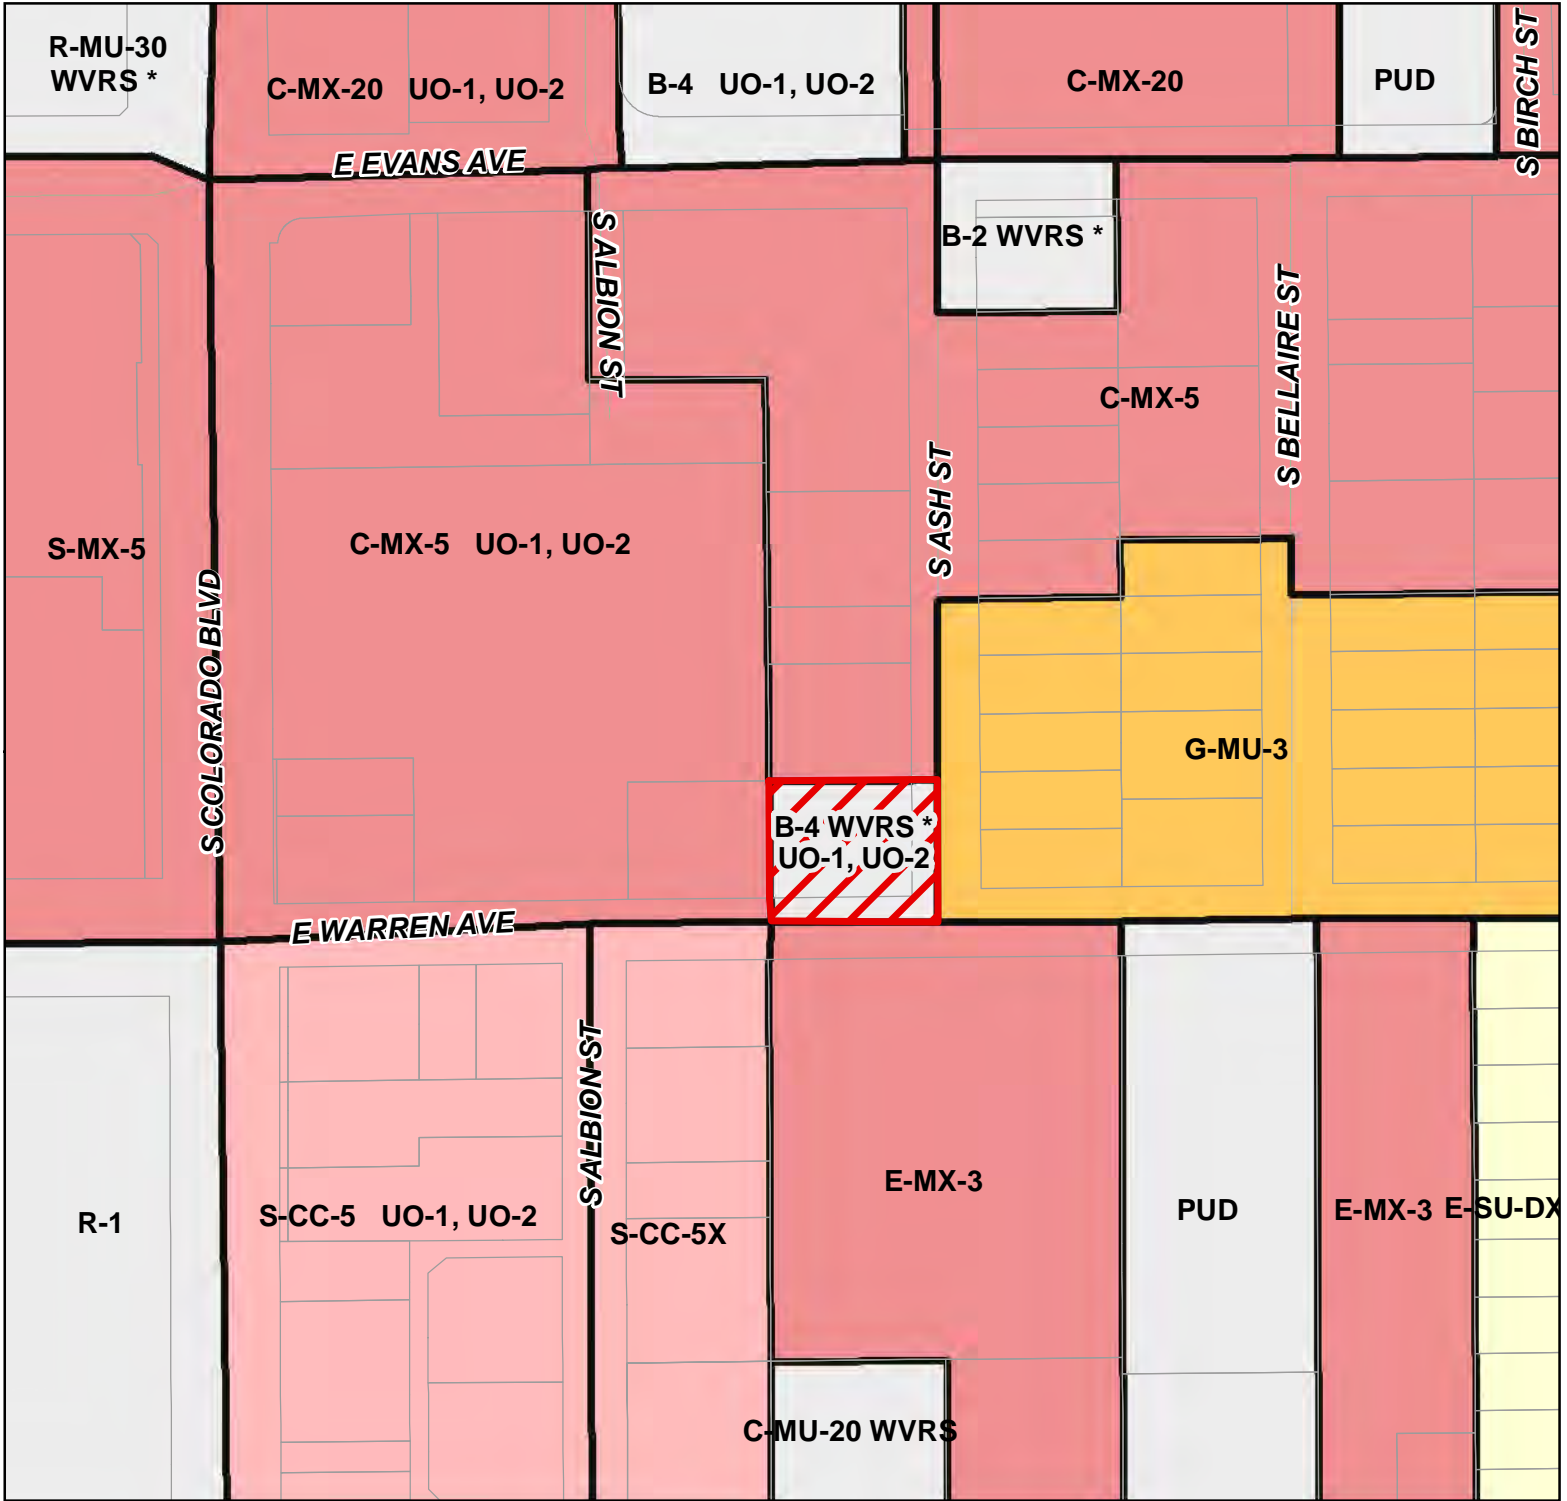 R-MU-30
WVRS *
C-MX-20 UO-1, UO-2
B-4 UO-1, UO-2
C-MX-20
PUD
S BIRCH ST
E EVANS AVE
S ALBION ST
B-2 WVRS *
S BELLAIRE ST
C-MX-5
S ASH ST
S-MX-5
C-MX-5 UO-1, UO-2
S COLORADO BLVD
G-MU-3
B-4 WVRS *
UO-1, UO-2
E WARREN AVE
S ALBION ST
E-MX-3
R-1
S-CC-5 UO-1, UO-2
S-CC-5X
PUD
E-MX-3
E-SU-DX
C-MU-20 WVRS